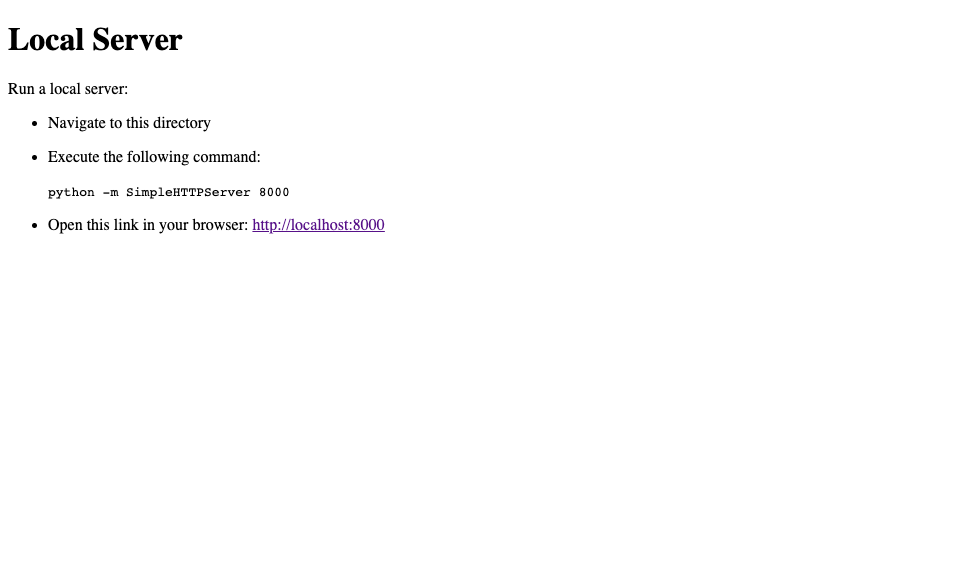 Local Server
Run a local server:
• Navigate to this directory
• Execute the following command:
python -m SimpleHTTPServer 8000
• Open this link in your browser: http://localhost:8000